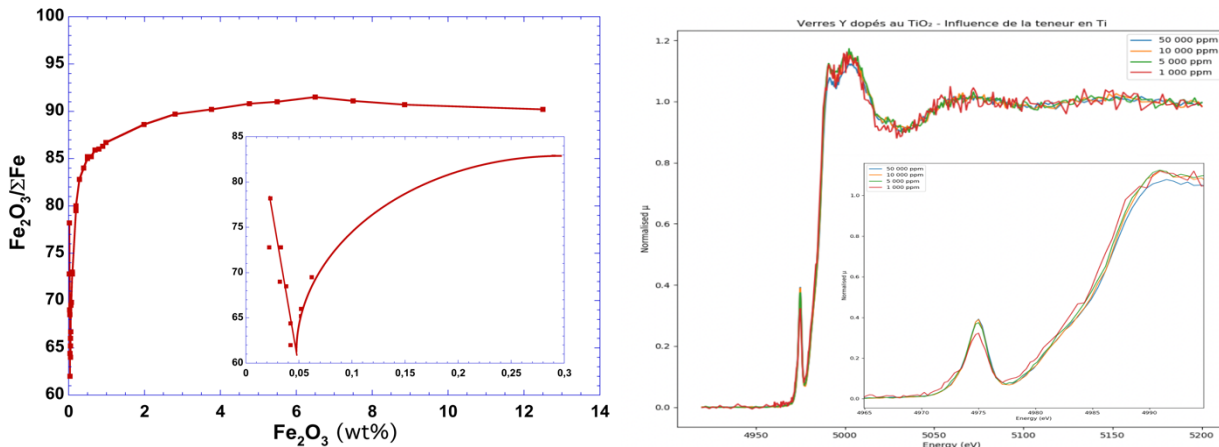 100
95
90
85
80
75
70
65
60
Fe₂O₃/ΣFe
0 2 4 6 8 10 12 14
Fe₂O₃ (wt%)
85
80
75
70
65
60
0 0,05 0,1 0,15 0,2 0,25 0,3
Verres Y dopés au TiO₂ - Influence de la teneur en Ti
1.2
1.0
0.8
0.6
0.4
0.2
0.0
Normalised μ
50 000 ppm
10 000 ppm
5 000 ppm
1 000 ppm
4950 5000 5050 5100 5150 5200
Energy (eV)
50 000 ppm
10 000 ppm
5 000 ppm
1 000 ppm
1.0
0.8
0.6
0.4
0.2
0.0
Normalised μ
4965 4970 4975 4980 4985 4990
Energy (eV)